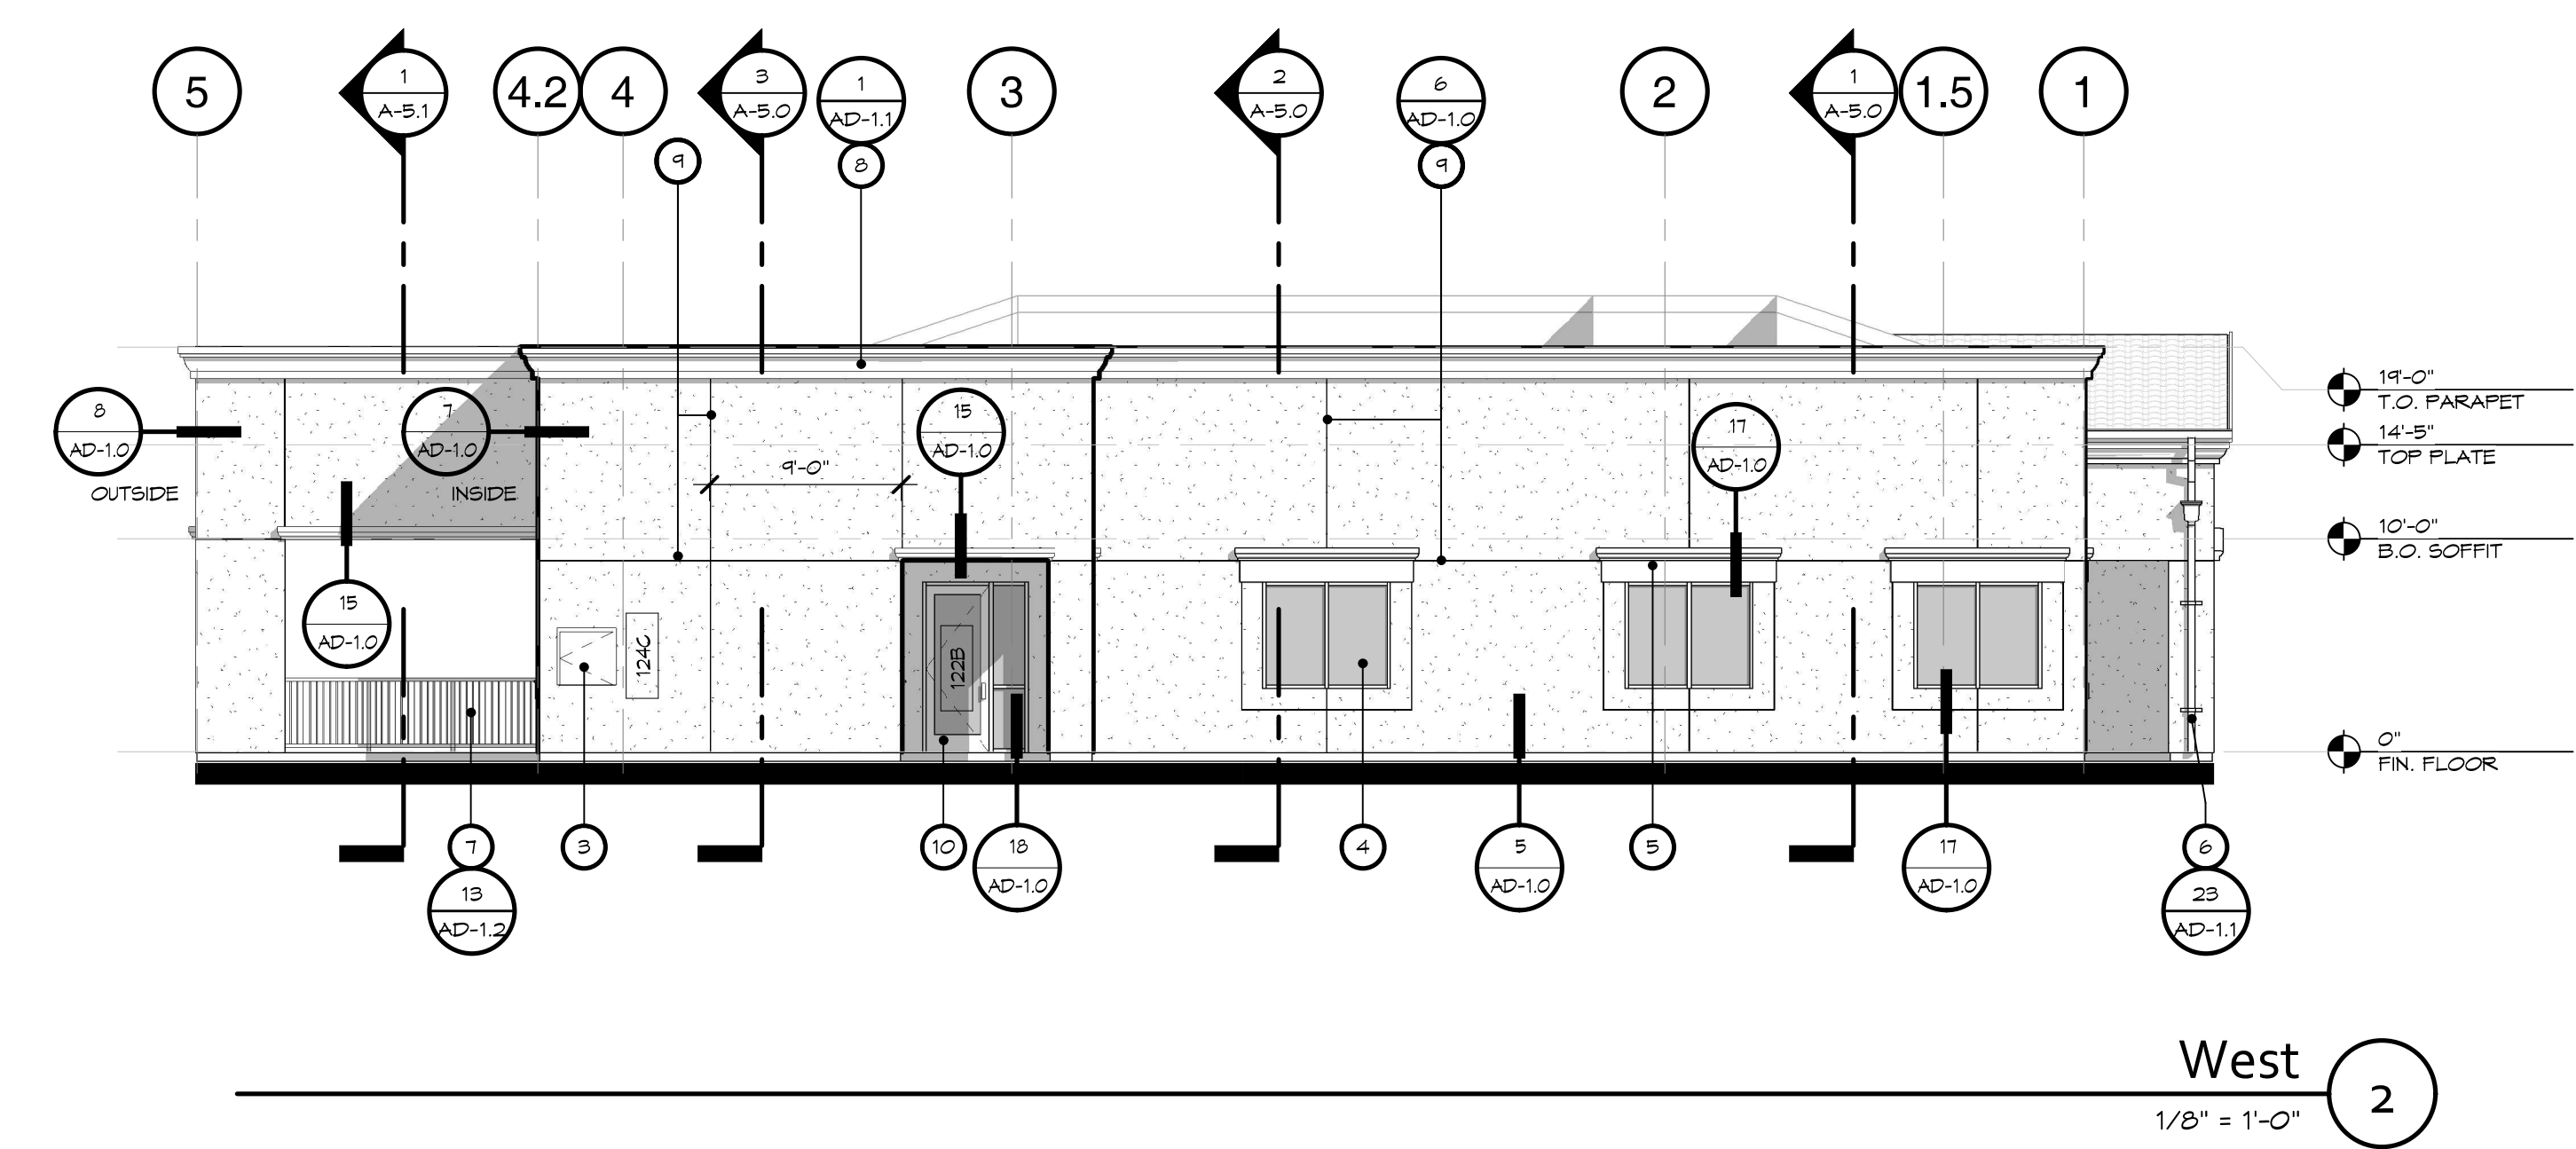 5
1
A-5.1
4.2
4
3
A-5.0
1
AD-1.1
3
2
A-5.0
6
AD-1.0
2
1
A-5.0
1.5
1
9
8
9
19'-0"
T.O. PARAPET
8
AD-1.0
OUTSIDE
7
AD-1.0
INSIDE
15
AD-1.0
17
AD-1.0
14'-5"
TOP PLATE
9'-0"
10'-0"
B.O. SOFFIT
15
AD-1.0
124C
122B
0"
FIN. FLOOR
7
13
AD-1.2
3
10
18
AD-1.0
4
5
AD-1.0
5
17
AD-1.0
6
23
AD-1.1
West
1/8" = 1'-0"
2